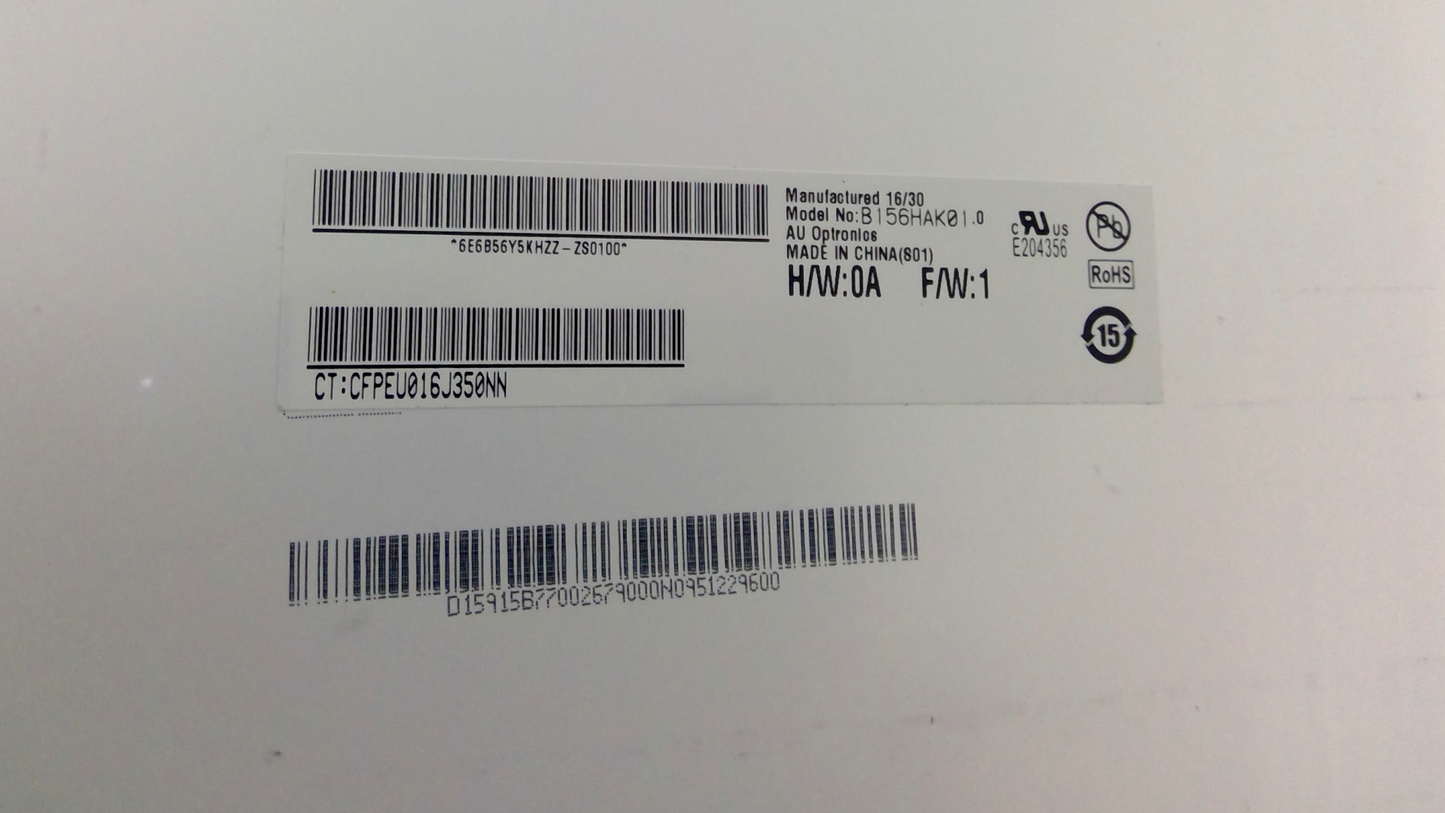 *6E6B56Y5KHZZ-ZS0100*
Manufactured 16/30
Model No:B156HAK01.0
AU Optronics
MADE IN CHINA(S01)
H/W:0A F/W:1
c RU US
E204356
Pb
RoHS
15
CT:CFPEU016J350NN
D15915B77002679000N0951229600